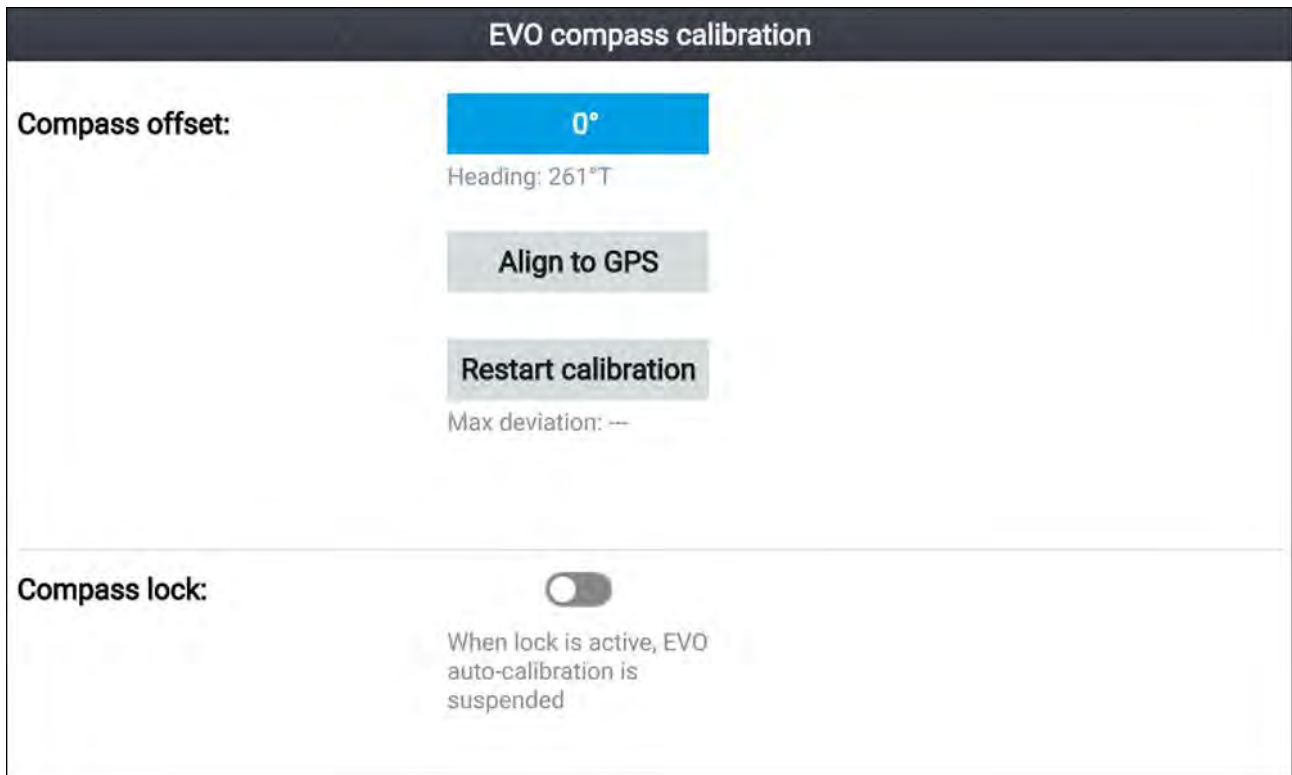 EVO compass calibration
Compass offset:
0°
Heading: 261°T
Align to GPS
Restart calibration
Max deviation: ---
Compass lock:
When lock is active, EVO
auto-calibration is
suspended